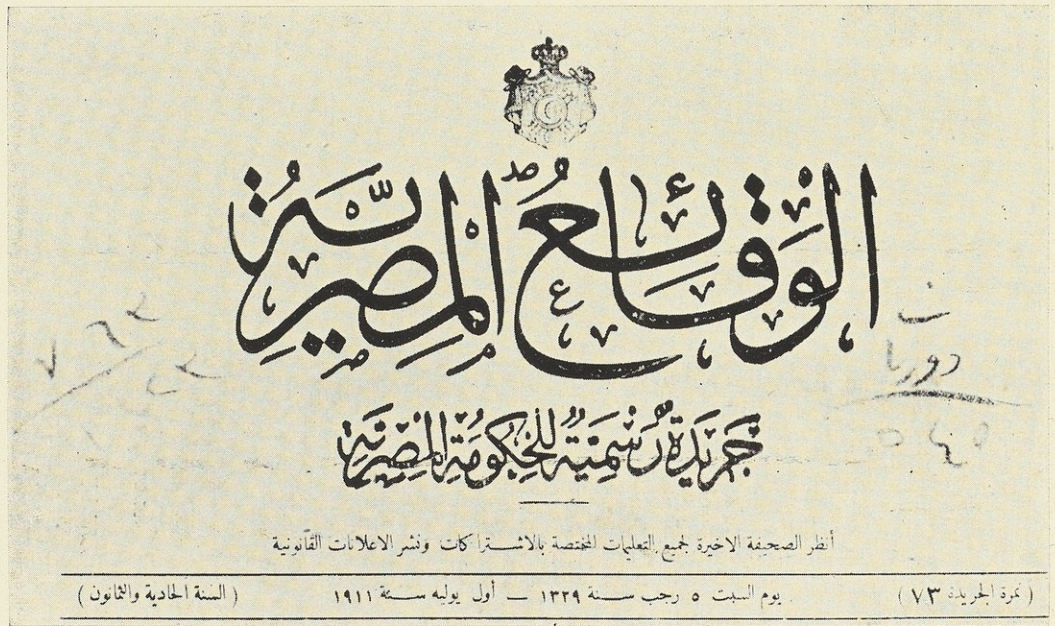 الوقائع المصرية
جريدة رسمية للحكومة المصرية
أنظر الصحيفة الاخيرة لجميع التعليمات المختصة بالاشتراكات ونشر الاعلانات القانونية
( نمرة الجريدة ٧٣ ) يوم السبت ٥ رجب سنة ١٣٢٩ — أول يوليه سنة ١٩١١ ( السنة الحادية والثمانون )
دوريات